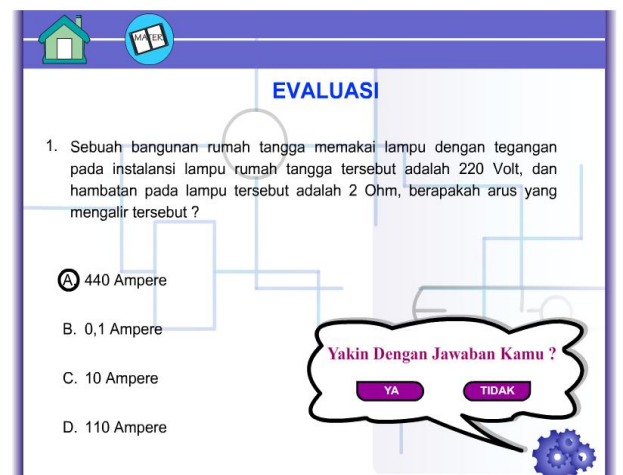 MATERI
EVALUASI
1. Sebuah bangunan rumah tangga memakai lampu dengan tegangan
pada instalansi lampu rumah tangga tersebut adalah 220 Volt, dan
hambatan pada lampu tersebut adalah 2 Ohm, berapakah arus yang
mengalir tersebut ?
A. 440 Ampere
B. 0,1 Ampere
C. 10 Ampere
D. 110 Ampere
Yakin Dengan Jawaban Kamu ?
YA TIDAK